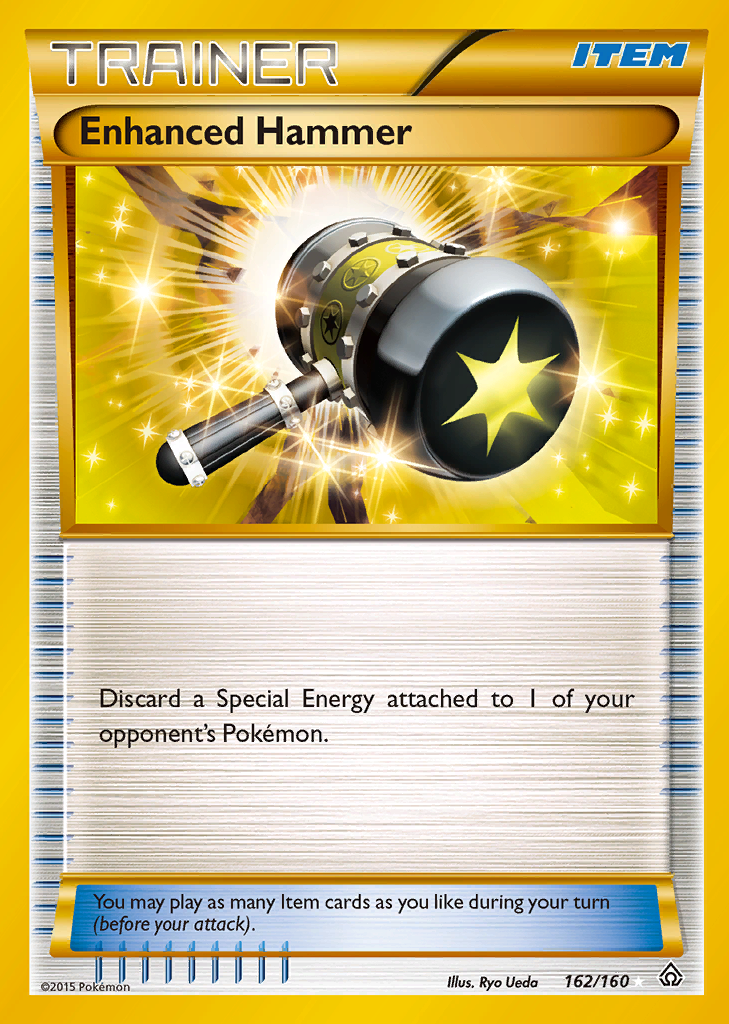 TRAINER
ITEM
Enhanced Hammer
Discard a Special Energy attached to 1 of your
opponent's Pokémon.
You may play as many Item cards as you like during your turn
(before your attack).
©2015 Pokémon
Illus. Ryo Ueda
162/160